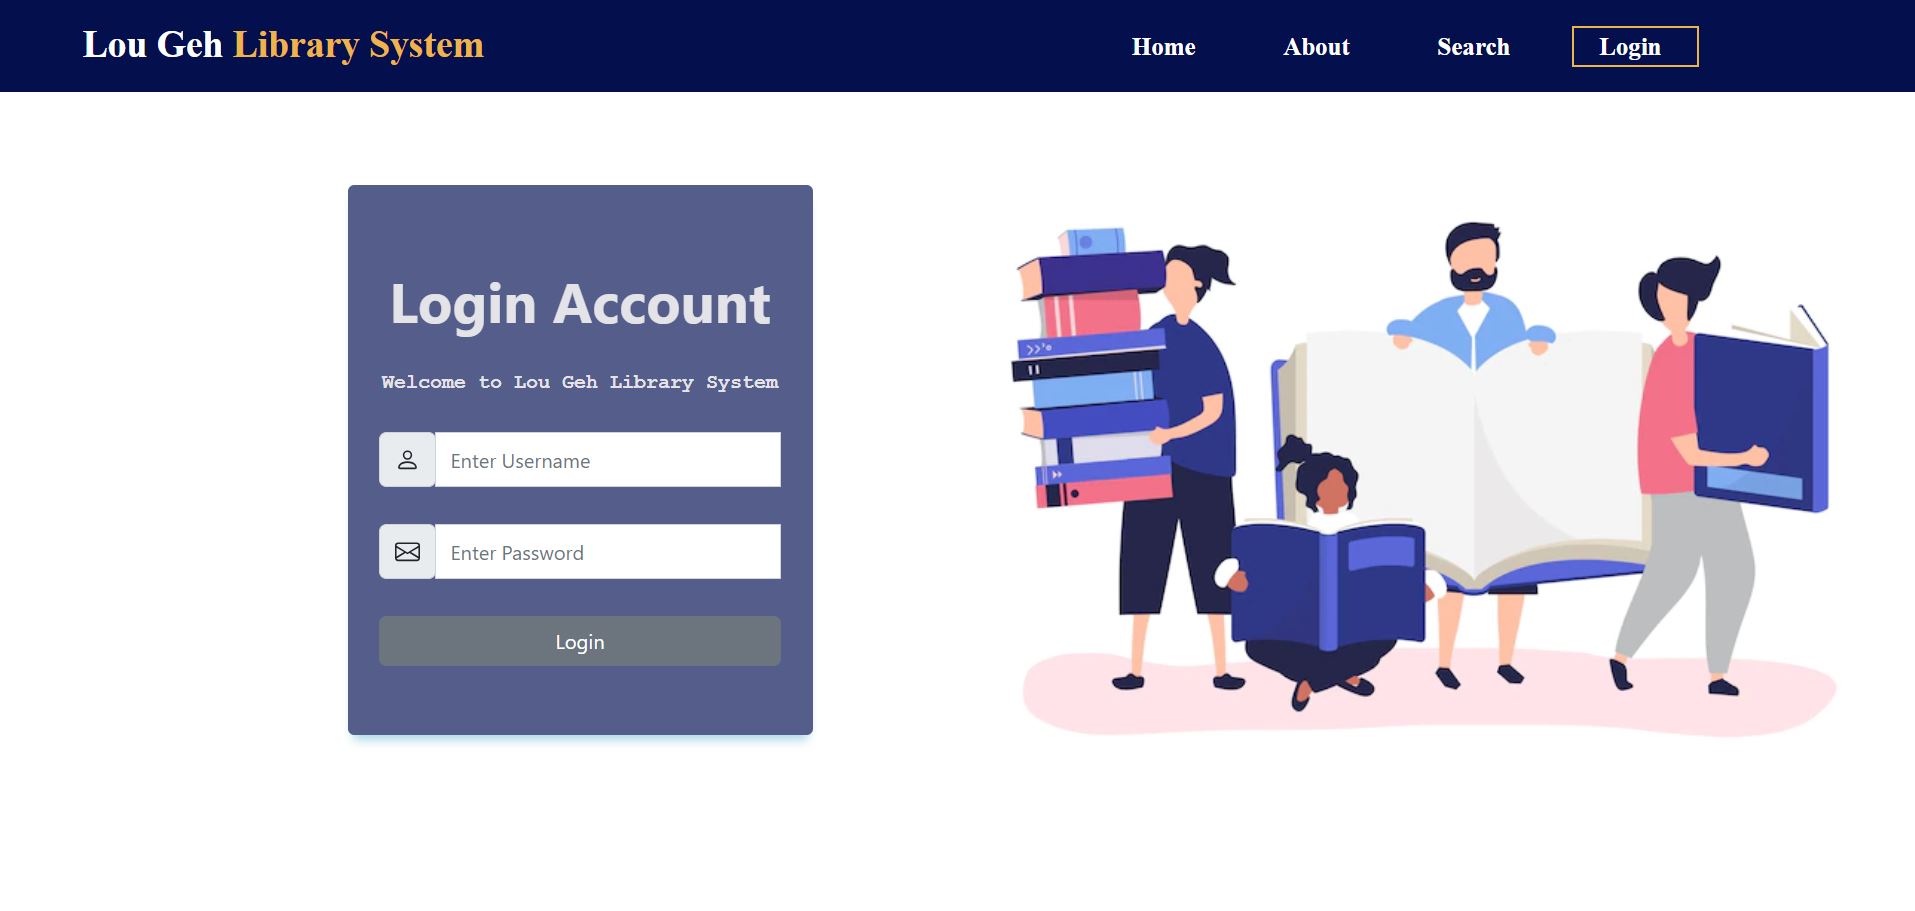 Lou Geh Library System
Home About Search Login
Login Account
Welcome to Lou Geh Library System
Enter Username
Enter Password
Login